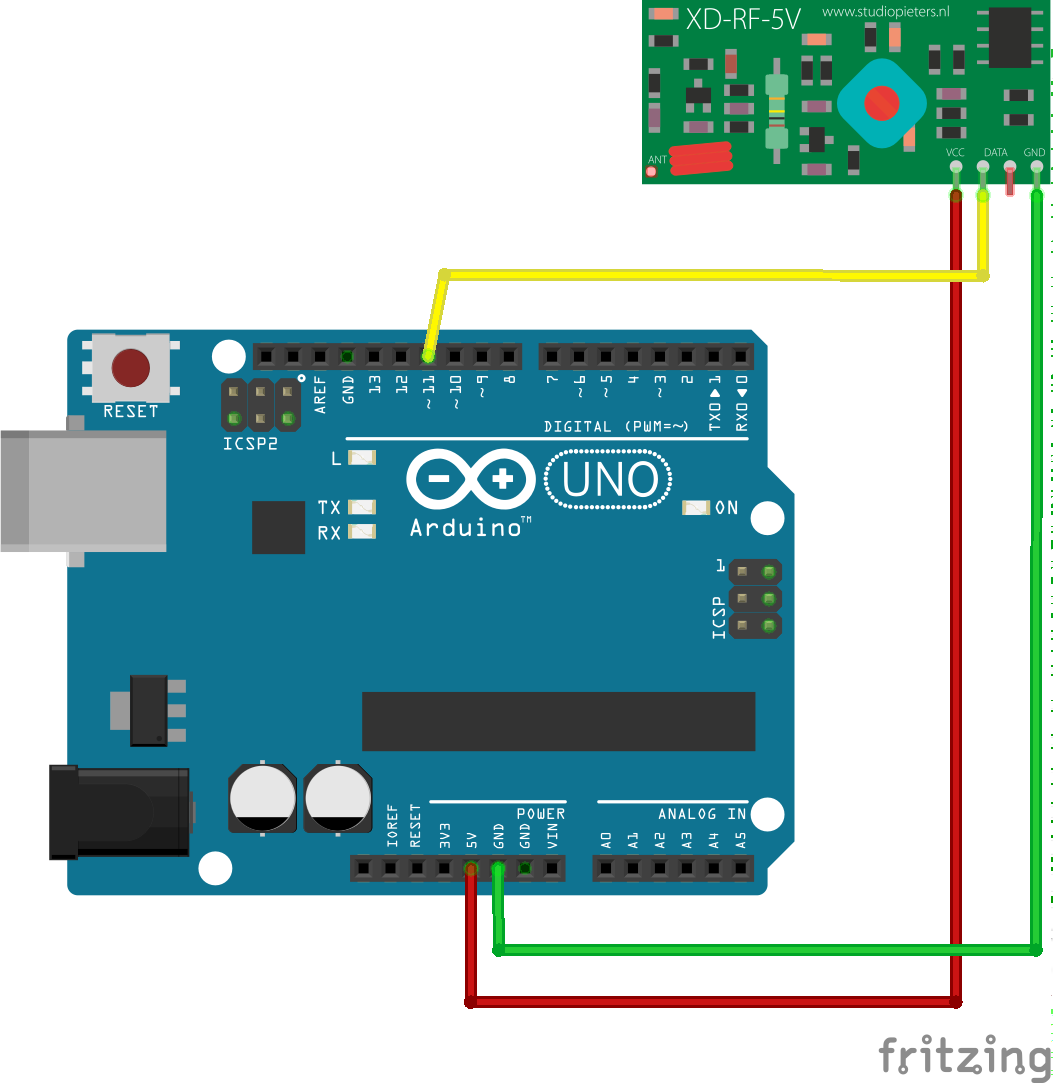 XD-RF-5V
www.studiopieters.nl
VCC DATA GND
ANT
RESET
ICSP2
AREF
GND
13
12
~11
~10
~9
8
7
~6
~5
4
~3
2
TX0▶1
RX0◀0
DIGITAL (PWM=~)
L
TX
RX
Arduino™
UNO
ON
1
ICSP
POWER
ANALOG IN
IOREF
RESET
3V3
5V
GND
GND
VIN
A0
A1
A2
A3
A4
A5
fritzing